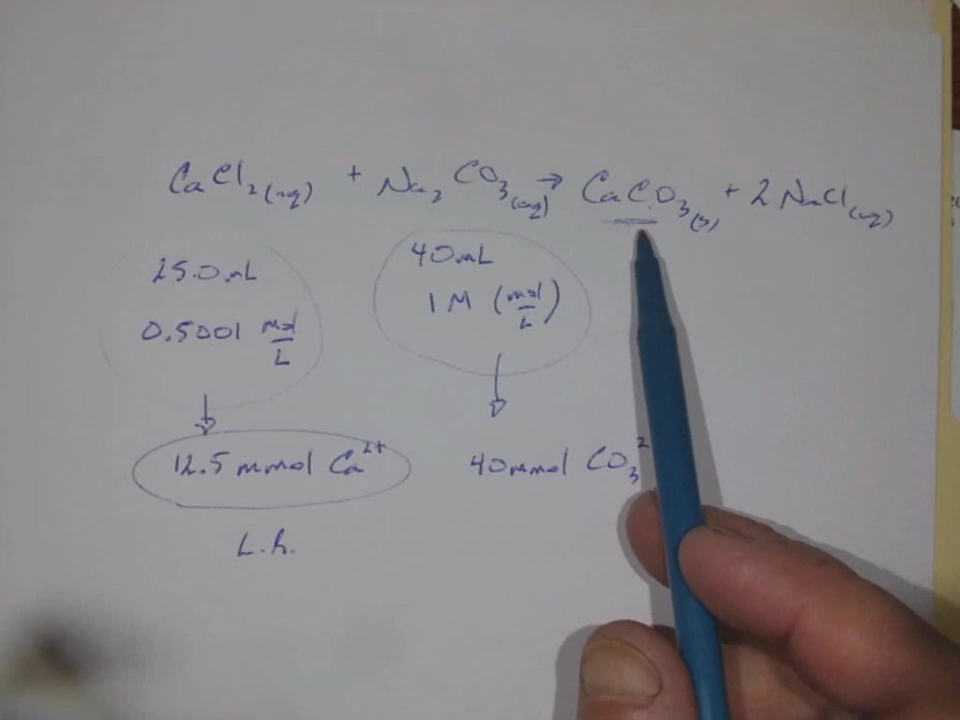 CaCl₂(aq) + Na₂CO₃(aq) → CaCO₃(s) + 2 NaCl(aq)
25.0 mL
40 mL
0.5001 mol/L
1 M (mol/L)
12.5 mmol Ca²⁺
40 mmol CO₃²
L.R.